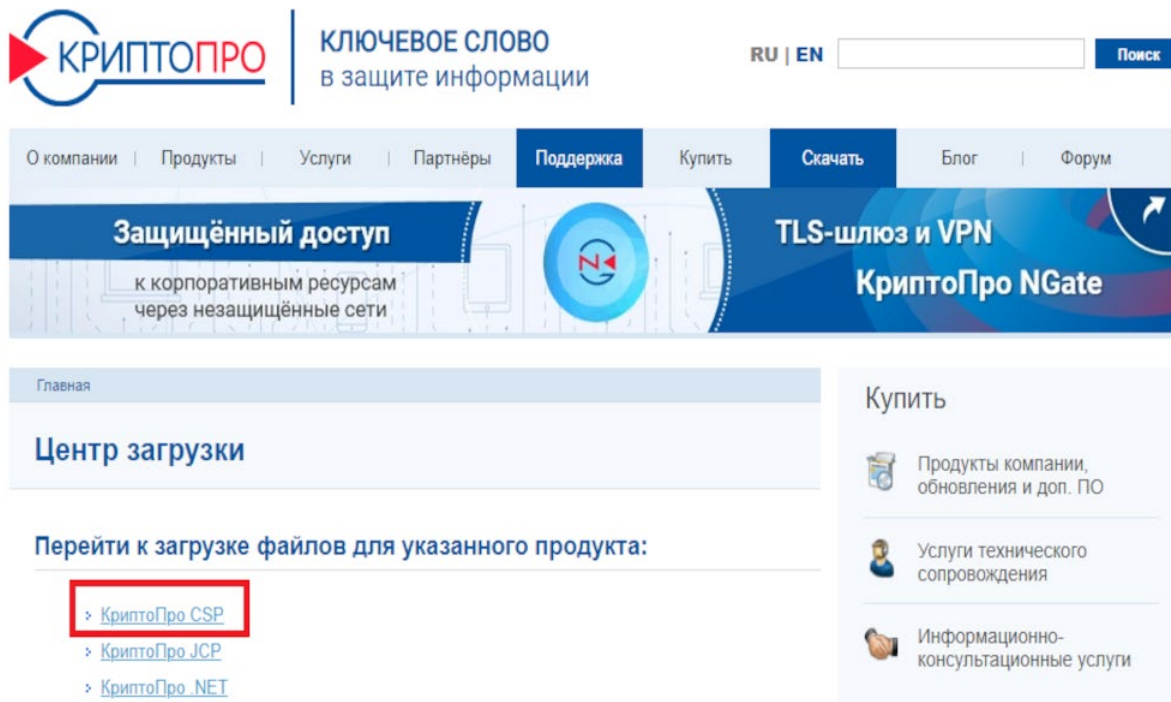 КРИПТОПРО
КЛЮЧЕВОЕ СЛОВО
в защите информации
RU | EN
Поиск
О компании | Продукты | Услуги | Партнёры Поддержка Купить Скачать Блог | Форум
Защищённый доступ
к корпоративным ресурсам
через незащищённые сети
TLS-шлюз и VPN
КриптоПро NGate
Главная
Центр загрузки
Перейти к загрузке файлов для указанного продукта:
КриптоПро CSP
КриптоПро JCP
КриптоПро .NET
Купить
Продукты компании,
обновления и доп. ПО
Услуги технического
сопровождения
Информационно-
консультационные услуги